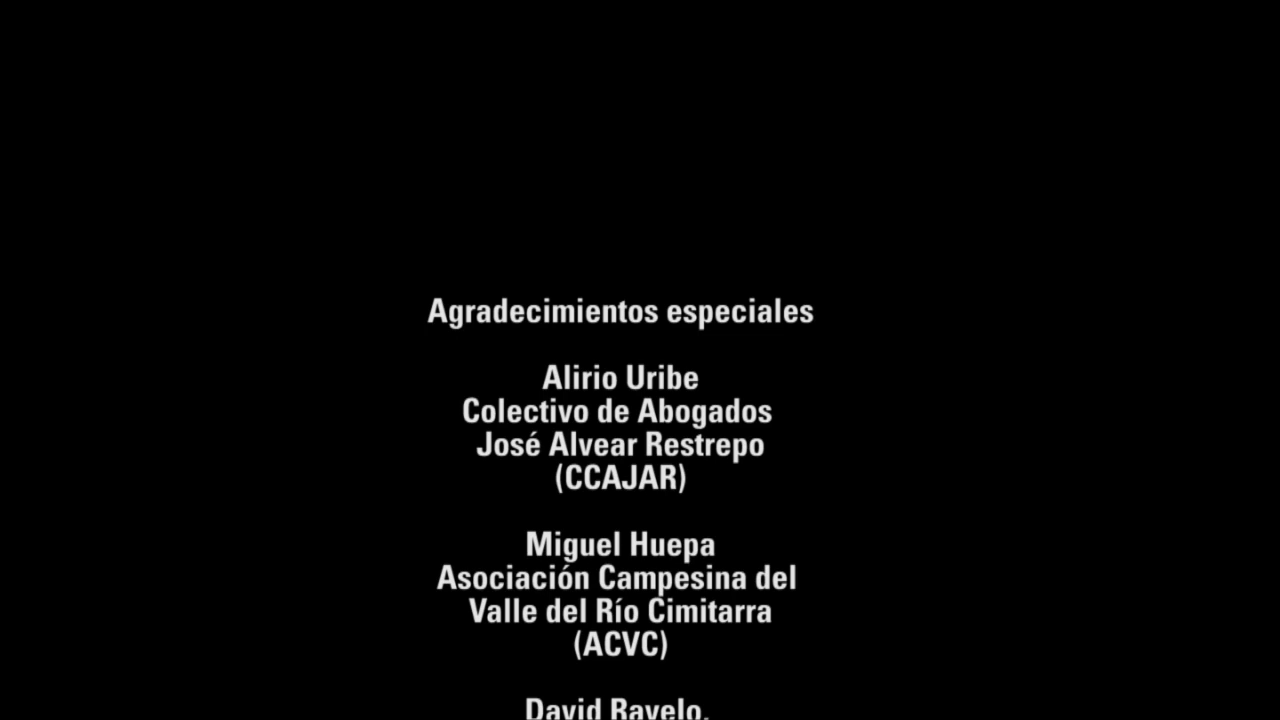 Agradecimientos especiales
Alirio Uribe
Colectivo de Abogados
José Alvear Restrepo
(CCAJAR)
Miguel Huepa
Asociación Campesina del
Valle del Río Cimitarra
(ACVC)
David Ravelo.